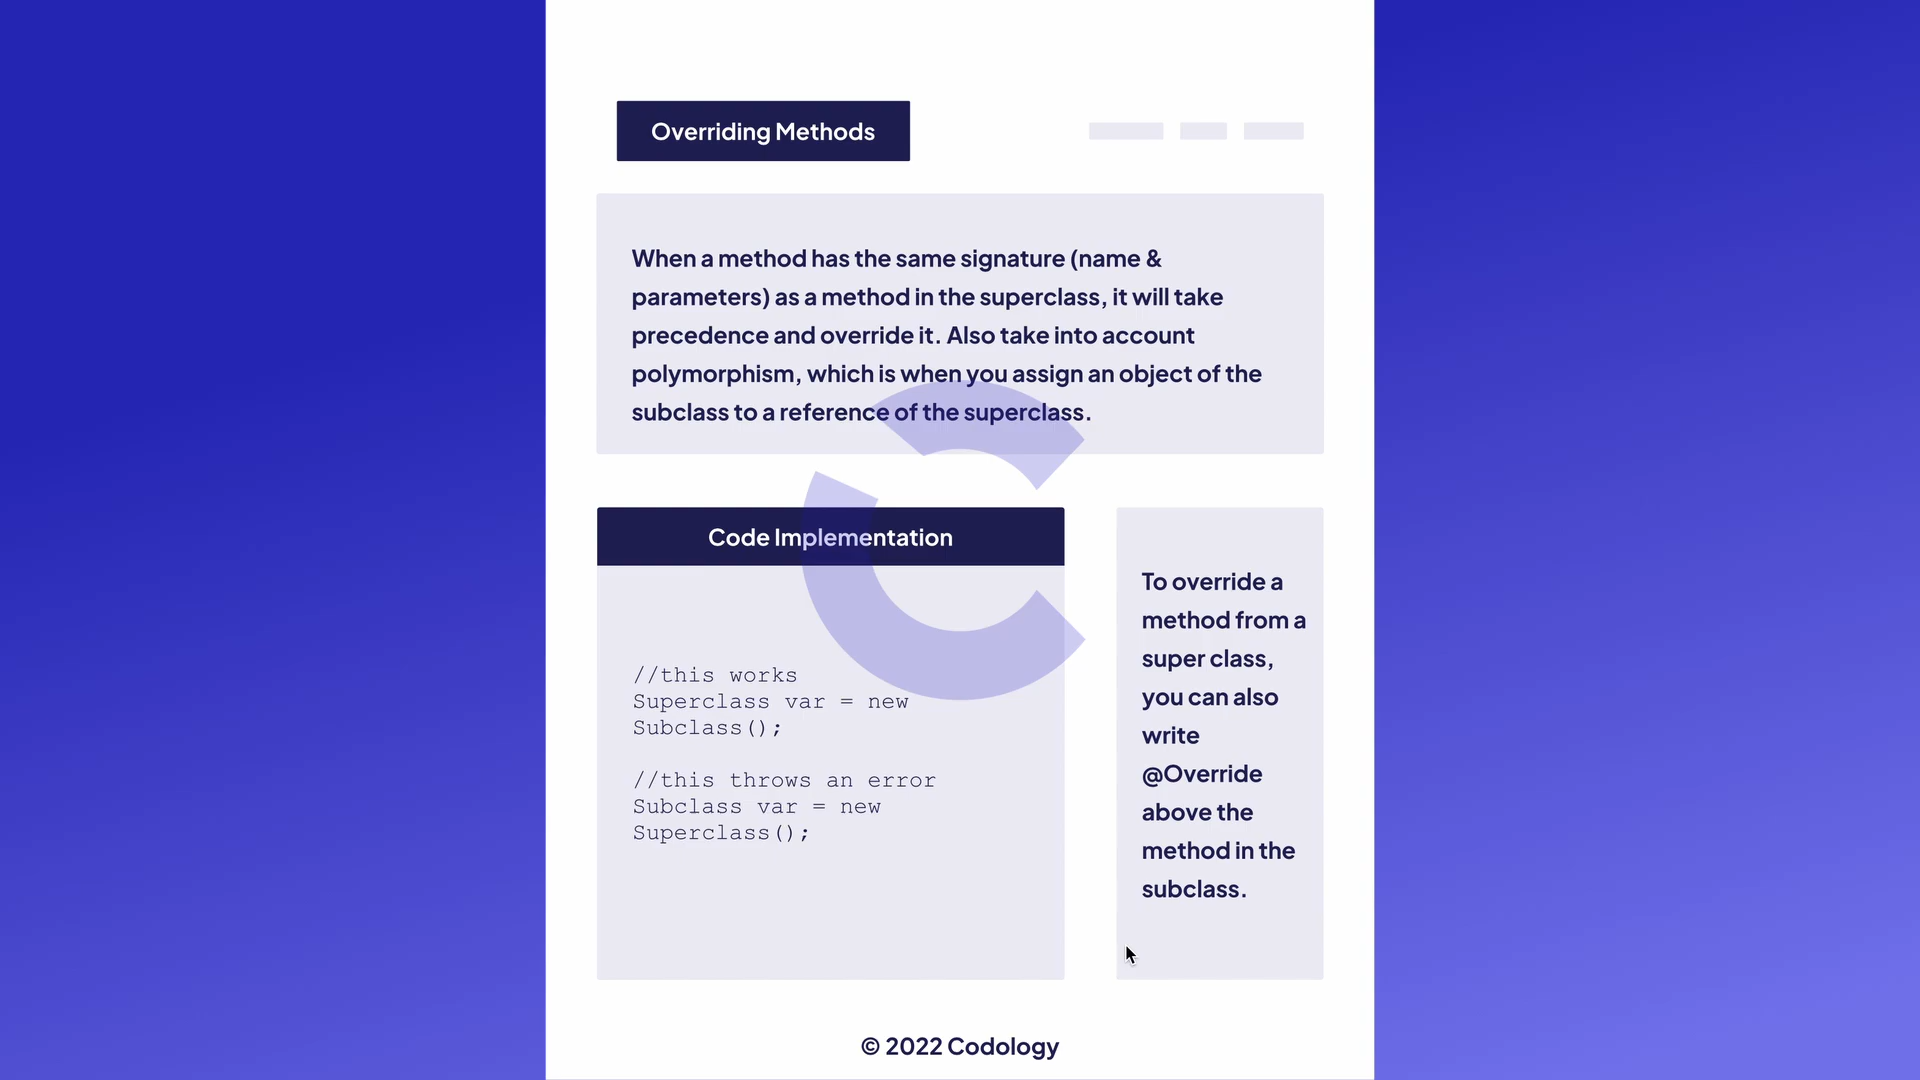 Overriding Methods
When a method has the same signature (name &
parameters) as a method in the superclass, it will take
precedence and override it. Also take into account
polymorphism, which is when you assign an object of the
subclass to a reference of the superclass.
Code Implementation
//this works
Superclass var = new
Subclass();
//this throws an error
Subclass var = new
Superclass();
To override a
method from a
super class,
you can also
write
@Override
above the
method in the
subclass.
© 2022 Codology